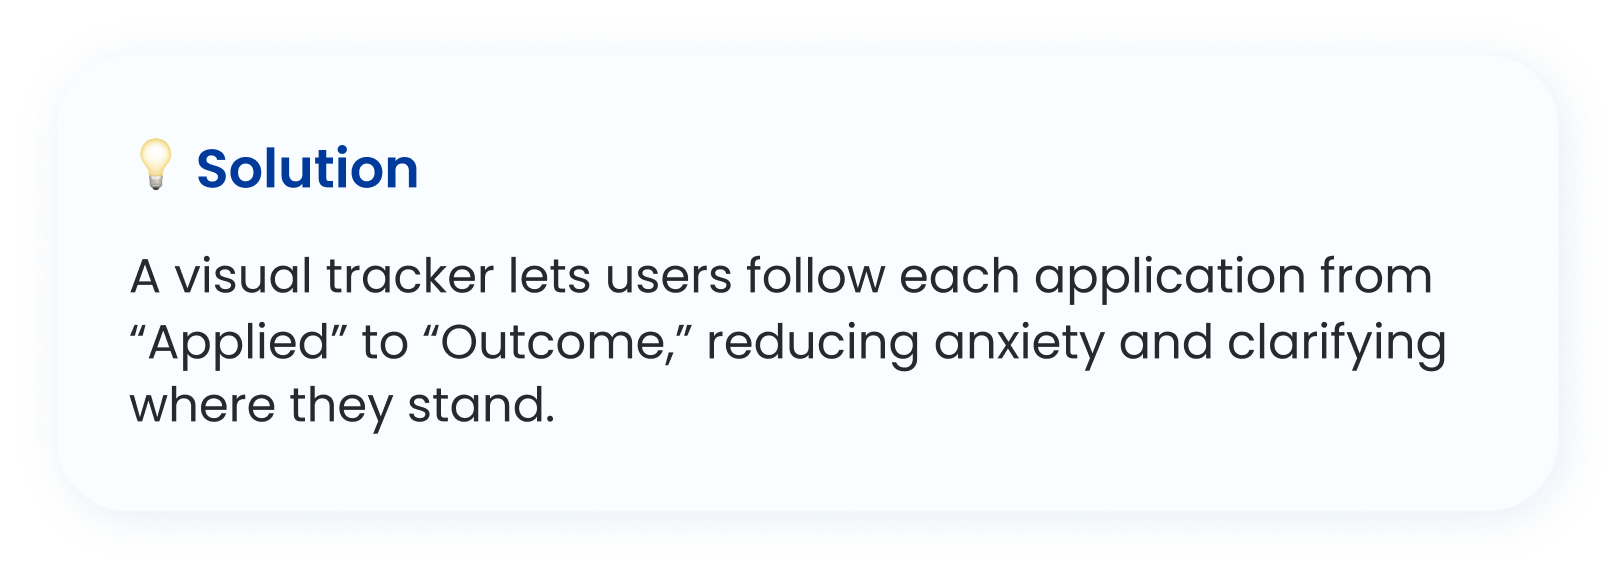 💡 Solution
A visual tracker lets users follow each application from
“Applied” to “Outcome,” reducing anxiety and clarifying
where they stand.